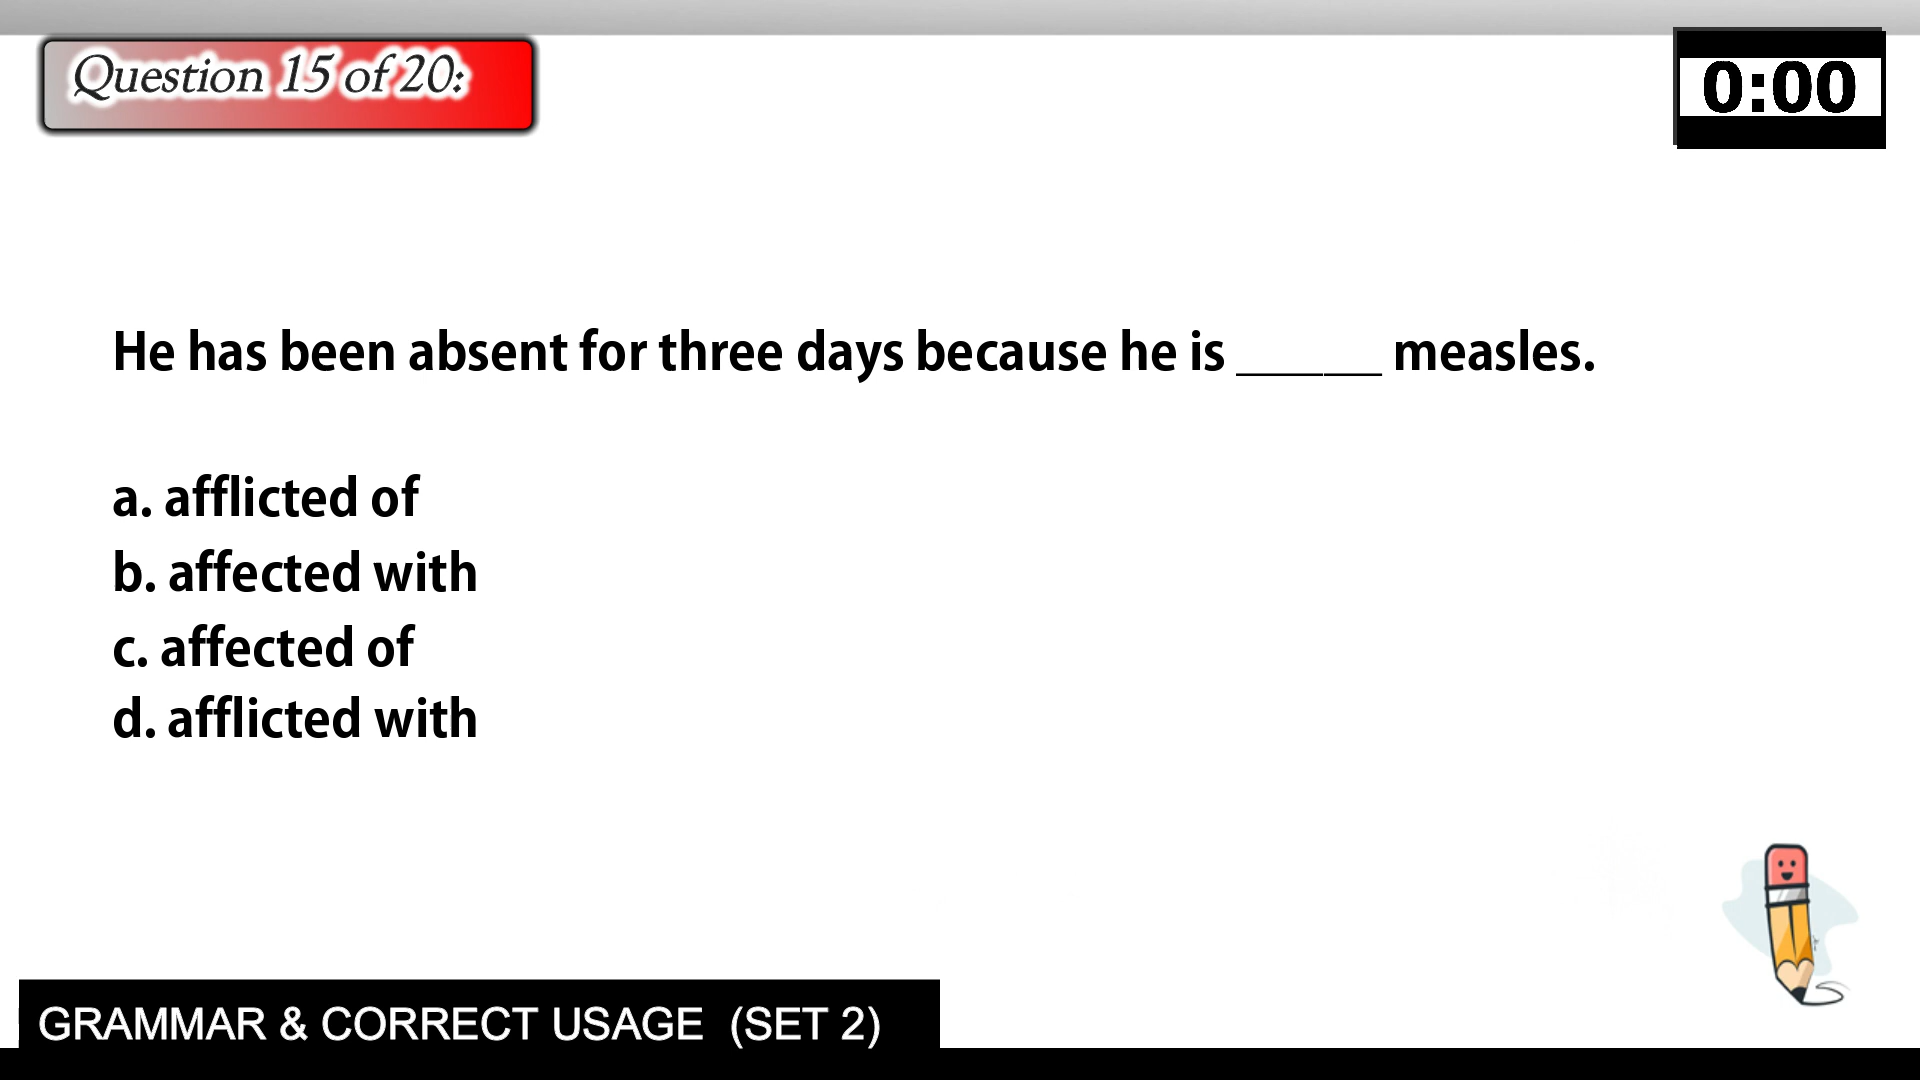 Question 15 of 20:
0:00
He has been absent for three days because he is _____ measles.
a. afflicted of
b. affected with
c. affected of
d. afflicted with
GRAMMAR & CORRECT USAGE (SET 2)